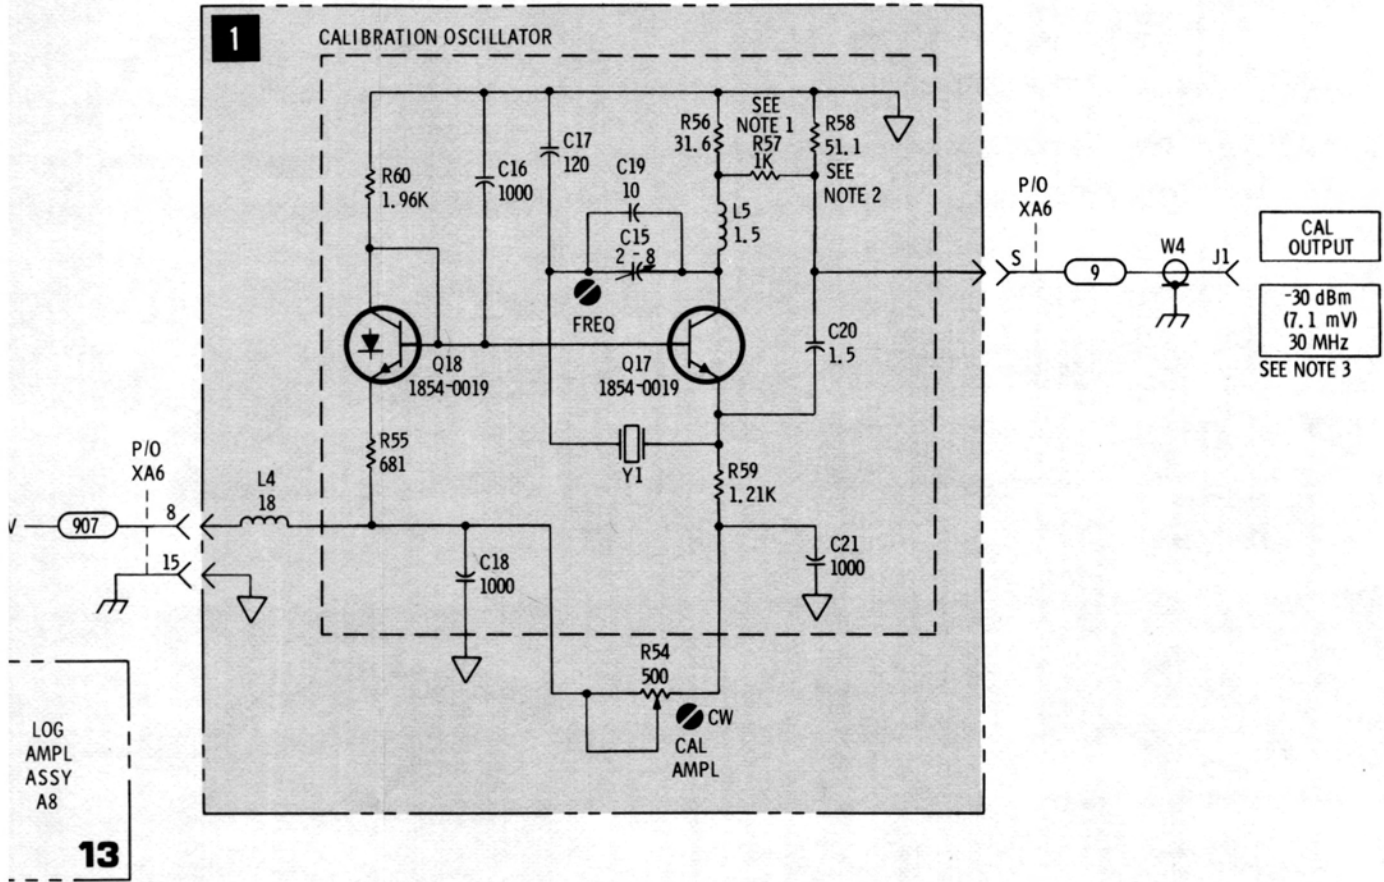 1
CALIBRATION OSCILLATOR
R60
1.96K
C16
1000
C17
120
C19
10
C15
2 - 8
FREQ
R56
31.6
SEE
NOTE 1
R57
1K
R58
51.1
SEE
NOTE 2
L5
1.5
Q18
1854-0019
Q17
1854-0019
C20
1.5
S
P/O
XA6
9
W4
J1
CAL
OUTPUT
-30 dBm
(7.1 mV)
30 MHz
SEE NOTE 3
R55
681
Y1
R59
1.21K
P/O
XA6
L4
18
907
8
15
C18
1000
C21
1000
R54
500
CW
CAL
AMPL
LOG
AMPL
ASSY
A8
13